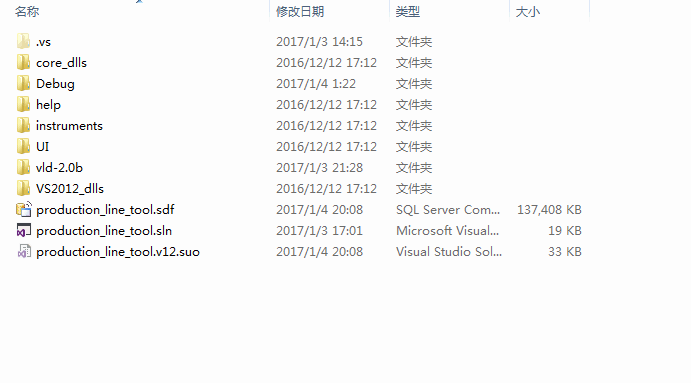 名称 修改日期 类型 大小
.vs 2017/1/3 14:15 文件夹
core_dlls 2016/12/12 17:12 文件夹
Debug 2017/1/4 1:22 文件夹
help 2016/12/12 17:12 文件夹
instruments 2016/12/12 17:12 文件夹
UI 2016/12/12 17:12 文件夹
vld-2.0b 2017/1/3 21:28 文件夹
VS2012_dlls 2016/12/12 17:12 文件夹
production_line_tool.sdf 2017/1/4 20:08 SQL Server Com... 137,408 KB
production_line_tool.sln 2017/1/3 17:01 Microsoft Visual... 19 KB
production_line_tool.v12.suo 2017/1/4 20:08 Visual Studio Sol... 33 KB